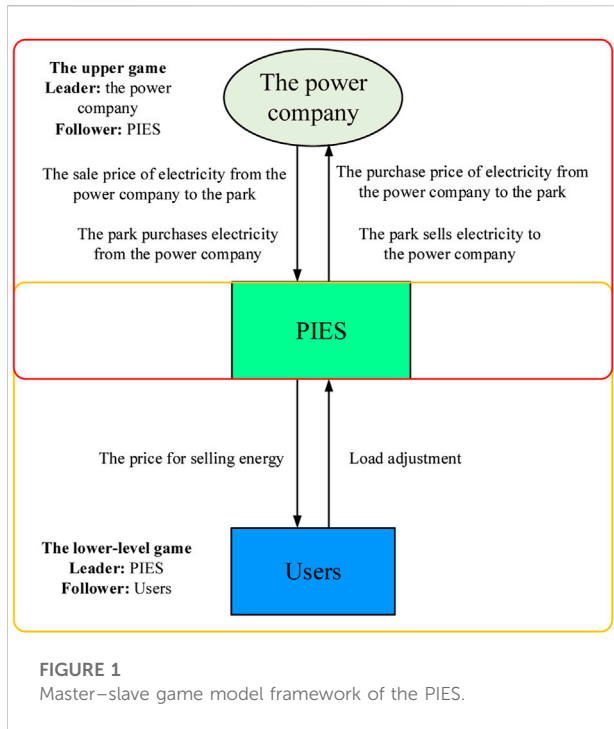 The upper game
Leader: the power
company
Follower: PIES
The power
company
The sale price of electricity from the
power company to the park
The purchase price of electricity from
the power company to the park
The park purchases electricity
from the power company
The park sells electricity to
the power company
PIES
The price for selling energy
Load adjustment
The lower-level game
Leader: PIES
Follower: Users
Users
FIGURE 1
Master–slave game model framework of the PIES.